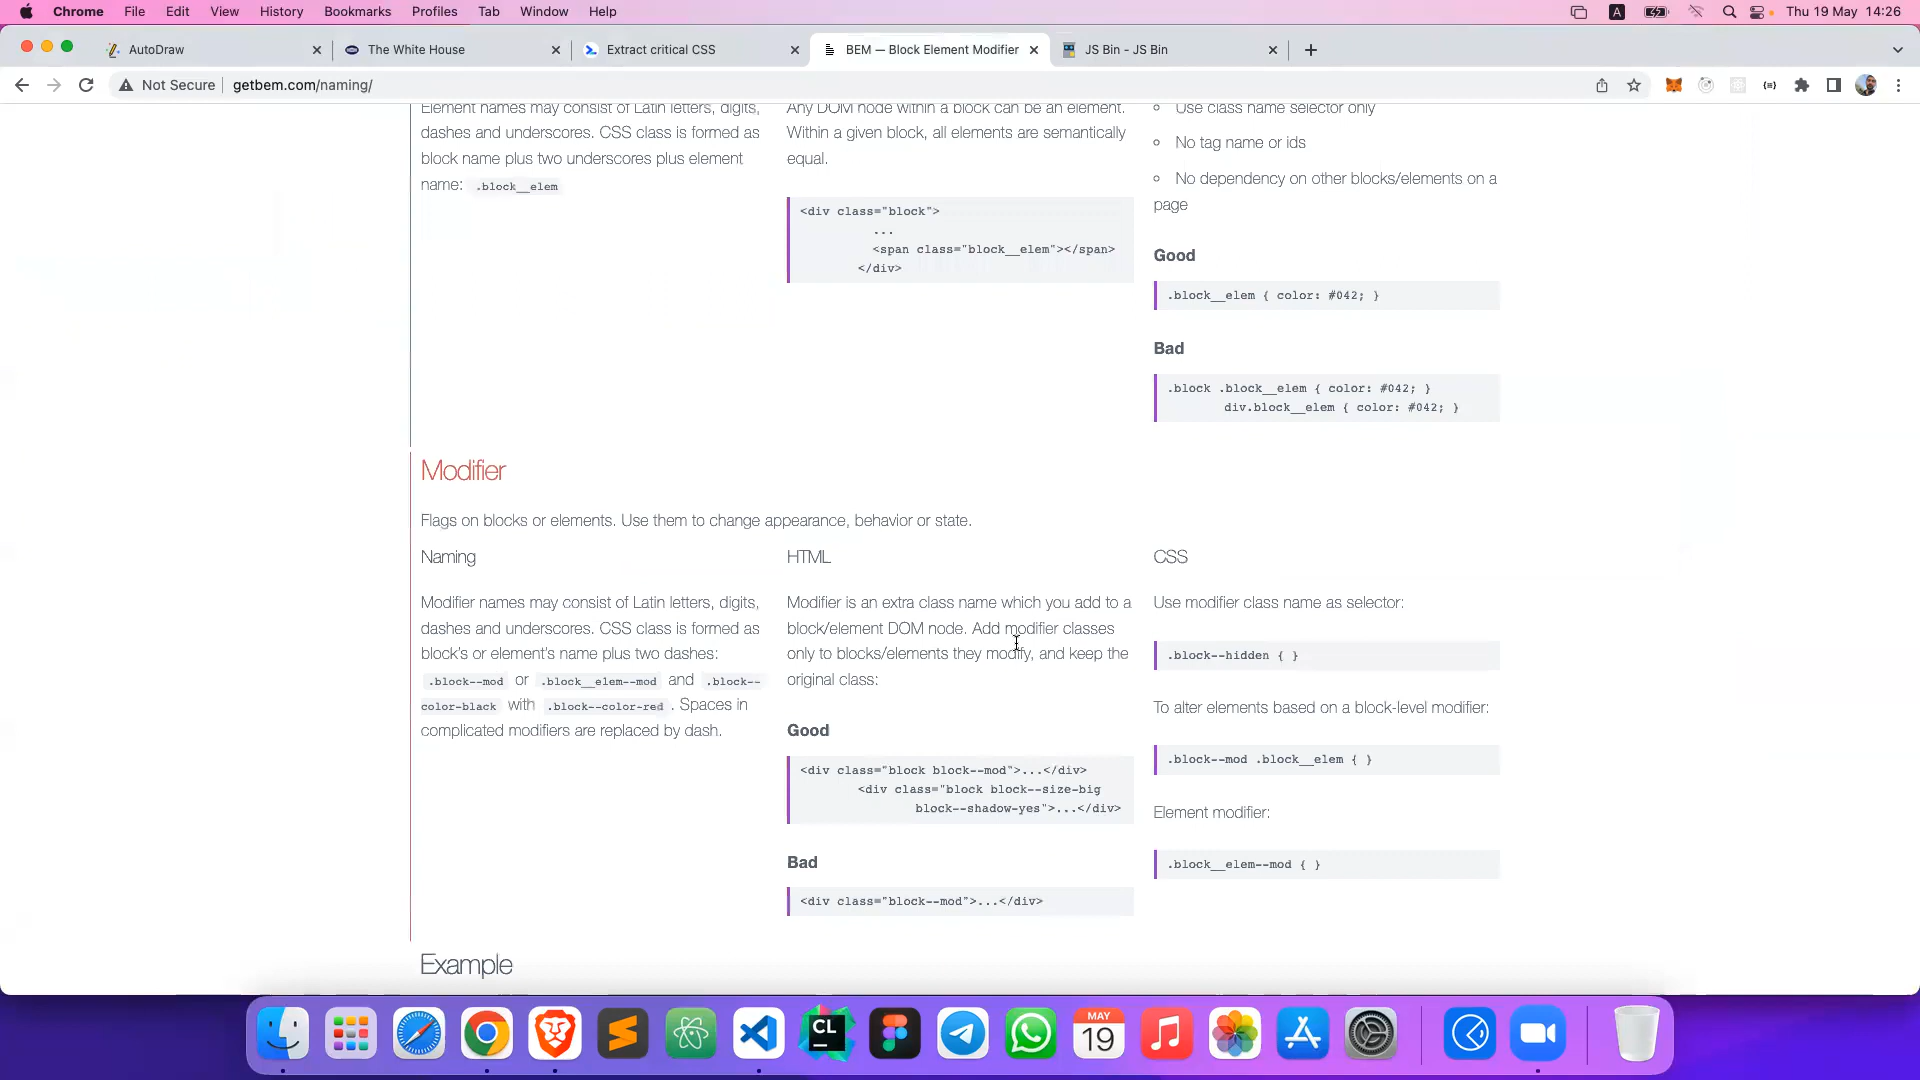 Chrome File Edit View History Bookmarks Profiles Tab Window Help
A
Thu 19 May 14:26
AutoDraw
The White House
Extract critical CSS
BEM — Block Element Modifier
JS Bin - JS Bin
Not Secure getbem.com/naming/
Element names may consist of Latin letters, digits,
dashes and underscores. CSS class is formed as
block name plus two underscores plus element
name: .block__elem
Any DOM node within a block can be an element.
Within a given block, all elements are semantically
equal.
<div class="block">
...
<span class="block__elem"></span>
</div>
Use class name selector only
No tag name or ids
No dependency on other blocks/elements on a
page
Good
.block__elem { color: #042; }
Bad
.block .block__elem { color: #042; }
div.block__elem { color: #042; }
Modifier
Flags on blocks or elements. Use them to change appearance, behavior or state.
Naming
Modifier names may consist of Latin letters, digits,
dashes and underscores. CSS class is formed as
block's or element's name plus two dashes:
.block--mod or .block__elem--mod and .block--
color-black with .block--color-red . Spaces in
complicated modifiers are replaced by dash.
HTML
Modifier is an extra class name which you add to a
block/element DOM node. Add modifier classes
only to blocks/elements they modify, and keep the
original class:
Good
<div class="block block--mod">...</div>
<div class="block block--size-big
block--shadow-yes">...</div>
Bad
<div class="block--mod">...</div>
CSS
Use modifier class name as selector:
.block--hidden { }
To alter elements based on a block-level modifier:
.block--mod .block__elem { }
Element modifier:
.block__elem--mod { }
Example
CL
MAY
19